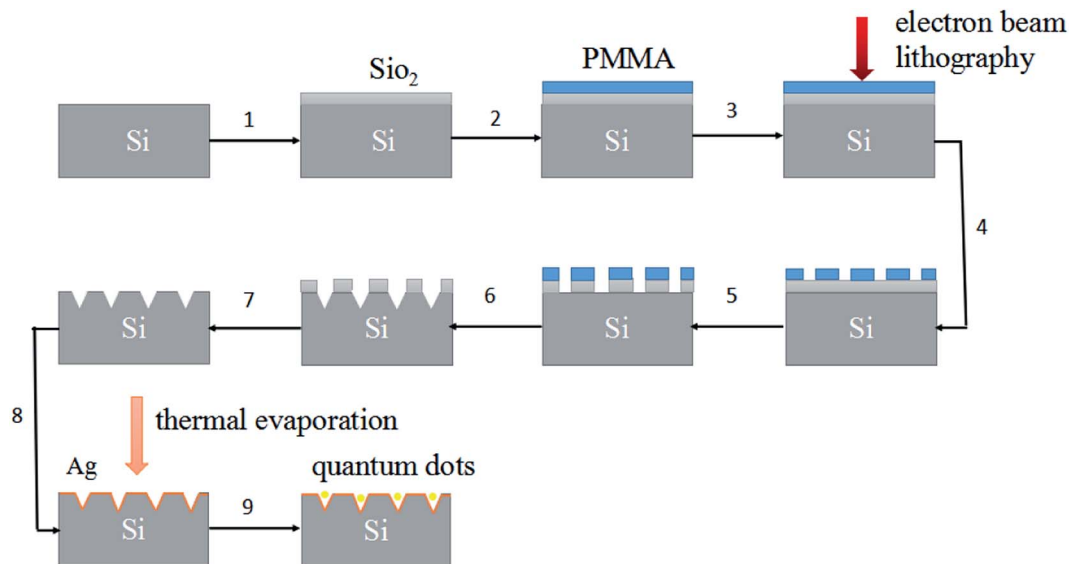 electron beam
lithography
Sio₂
PMMA
Si
1
Si
2
Si
3
Si
4
Si
7
Si
6
Si
5
Si
8
thermal evaporation
Ag
quantum dots
Si
9
Si